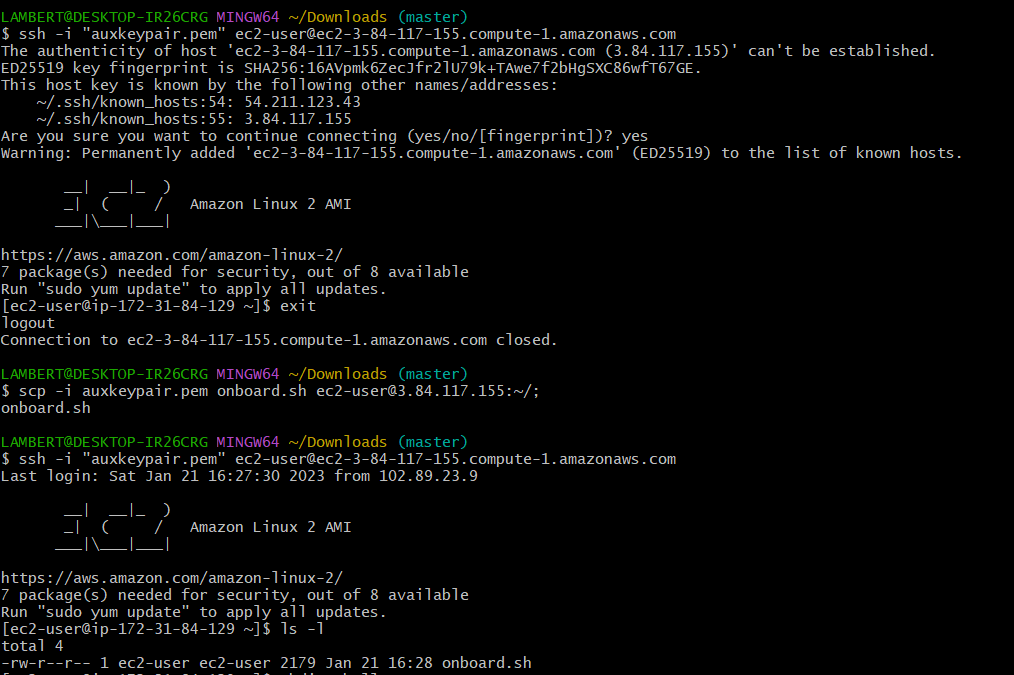 LAMBERT@DESKTOP-IR26CRG MINGW64 ~/Downloads (master)
$ ssh -i "auxkeypair.pem" ec2-user@ec2-3-84-117-155.compute-1.amazonaws.com
The authenticity of host 'ec2-3-84-117-155.compute-1.amazonaws.com (3.84.117.155)' can't be established.
ED25519 key fingerprint is SHA256:16AVpmk6ZecJfr2lU79k+TAwe7f2bHgSXC86wfT67GE.
This host key is known by the following other names/addresses:
    ~/.ssh/known_hosts:54: 54.211.123.43
    ~/.ssh/known_hosts:55: 3.84.117.155
Are you sure you want to continue connecting (yes/no/[fingerprint])? yes
Warning: Permanently added 'ec2-3-84-117-155.compute-1.amazonaws.com' (ED25519) to the list of known hosts.
       __|  __|_  )
       _|  (     /   Amazon Linux 2 AMI
      ___|\___|___|
https://aws.amazon.com/amazon-linux-2/
7 package(s) needed for security, out of 8 available
Run "sudo yum update" to apply all updates.
[ec2-user@ip-172-31-84-129 ~]$ exit
logout
Connection to ec2-3-84-117-155.compute-1.amazonaws.com closed.
LAMBERT@DESKTOP-IR26CRG MINGW64 ~/Downloads (master)
$ scp -i auxkeypair.pem onboard.sh ec2-user@3.84.117.155:~/;
onboard.sh
LAMBERT@DESKTOP-IR26CRG MINGW64 ~/Downloads (master)
$ ssh -i "auxkeypair.pem" ec2-user@ec2-3-84-117-155.compute-1.amazonaws.com
Last login: Sat Jan 21 16:27:30 2023 from 102.89.23.9
       __|  __|_  )
       _|  (     /   Amazon Linux 2 AMI
      ___|\___|___|
https://aws.amazon.com/amazon-linux-2/
7 package(s) needed for security, out of 8 available
Run "sudo yum update" to apply all updates.
[ec2-user@ip-172-31-84-129 ~]$ ls -l
total 4
-rw-r--r-- 1 ec2-user ec2-user 2179 Jan 21 16:28 onboard.sh